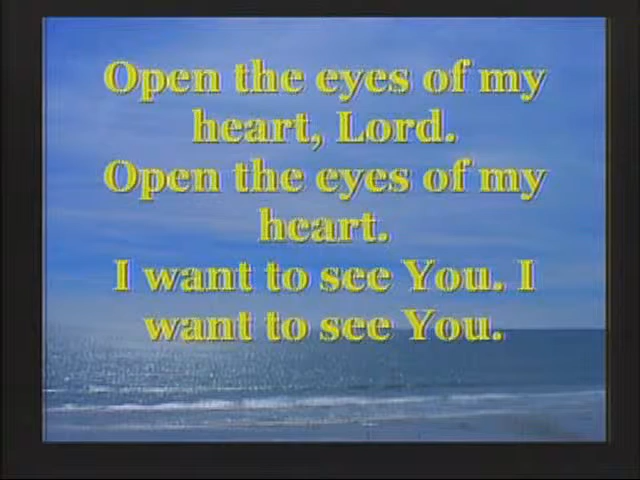 Open the eyes of my
heart, Lord.
Open the eyes of my
heart.
I want to see You. I
want to see You.